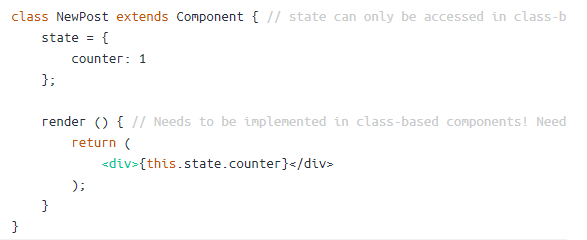 class NewPost extends Component { // state can only be accessed in class-b
state = {
counter: 1
};
render () { // Needs to be implemented in class-based components! Need
return (
<div>{this.state.counter}</div>
);
}
}